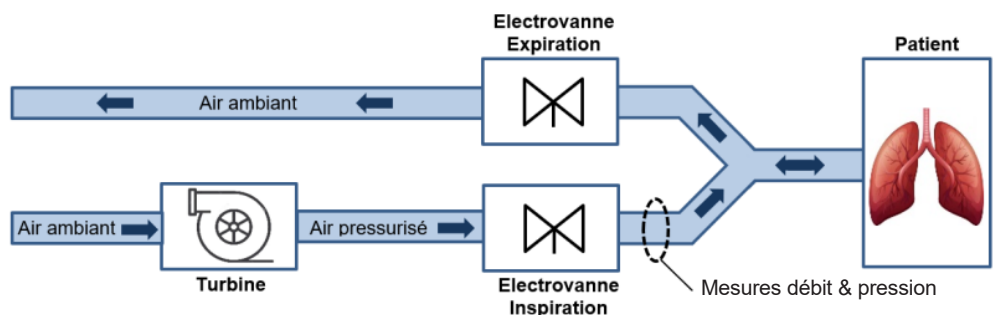 Electrovanne
Expiration
Patient
Air ambiant
Air ambiant
Air pressurisé
Turbine
Electrovanne
Inspiration
Mesures débit & pression